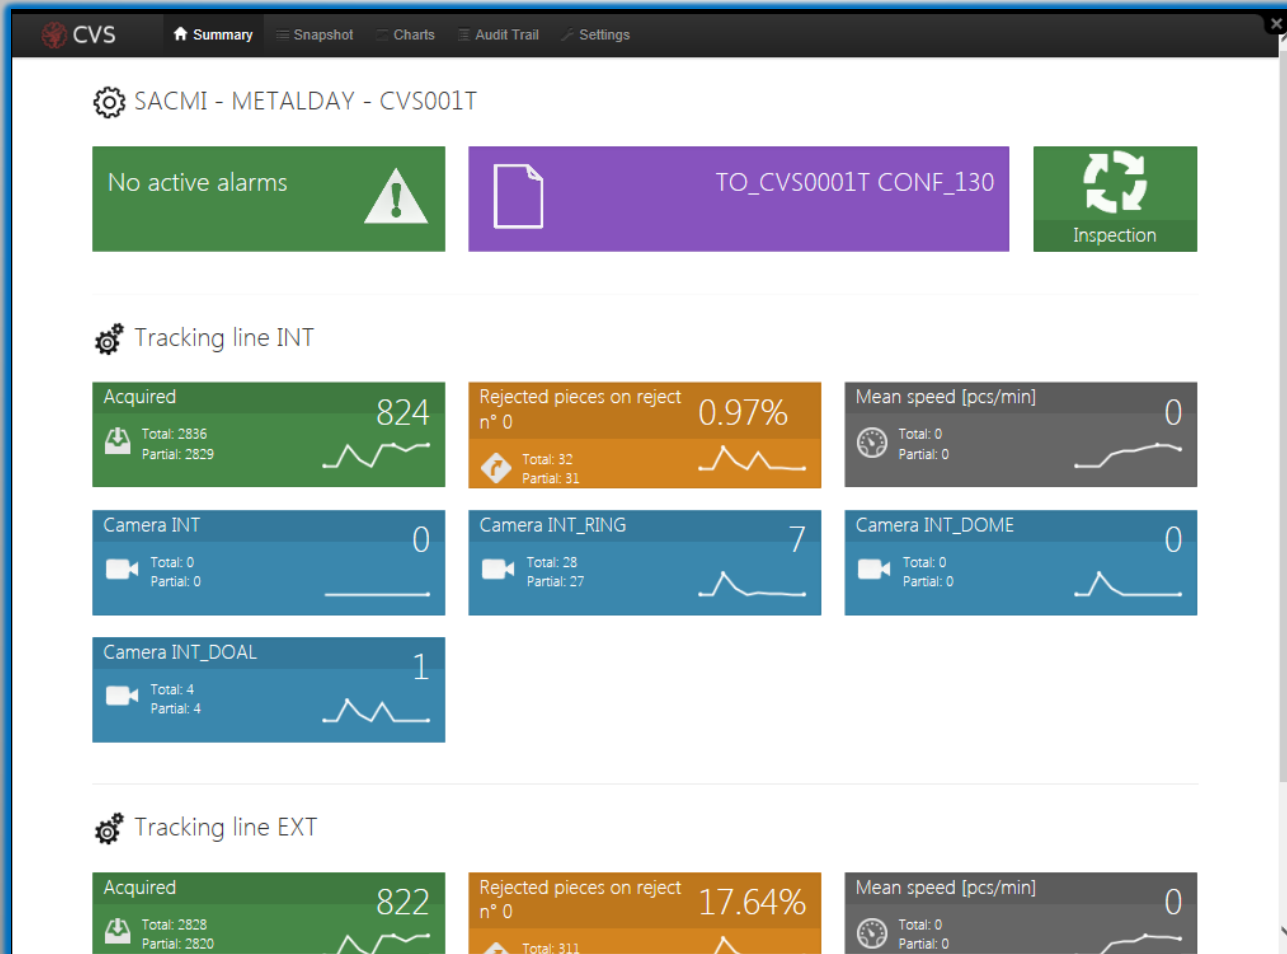 CVS
Summary
Snapshot
Charts
Audit Trail
Settings
SACMI - METALDAY - CVS001T
No active alarms
TO_CVS0001T CONF_130
Inspection
Tracking line INT
Acquired
824
Total: 2836
Partial: 2829
Rejected pieces on reject
n° 0
0.97%
Total: 32
Partial: 31
Mean speed [pcs/min]
0
Total: 0
Partial: 0
Camera INT
0
Total: 0
Partial: 0
Camera INT_RING
7
Total: 28
Partial: 27
Camera INT_DOME
0
Total: 0
Partial: 0
Camera INT_DOAL
1
Total: 4
Partial: 4
Tracking line EXT
Acquired
822
Total: 2828
Partial: 2820
Rejected pieces on reject
n° 0
17.64%
Total: 311
Mean speed [pcs/min]
0
Total: 0
Partial: 0